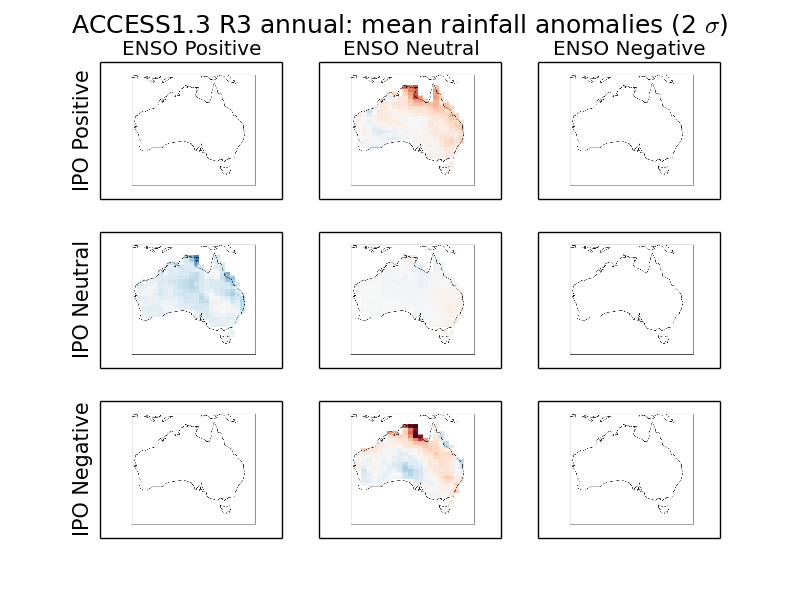 ACCESS1.3 R3 annual: mean rainfall anomalies (2 σ)
ENSO Positive ENSO Neutral ENSO Negative
IPO Positive
IPO Neutral
IPO Negative